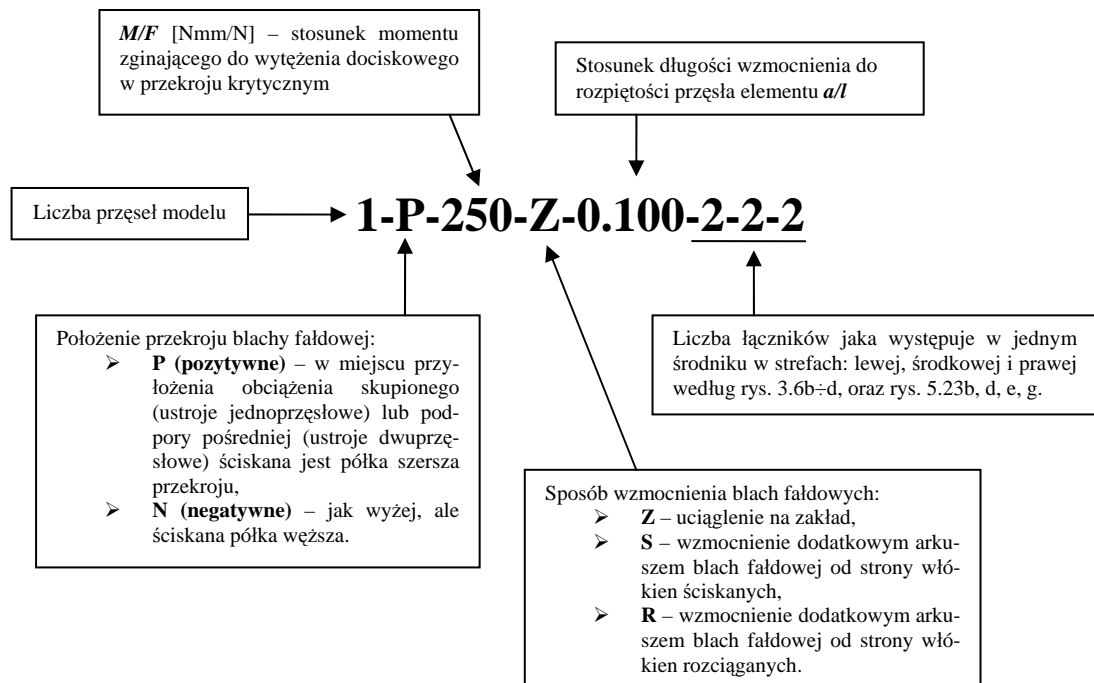 M/F [Nmm/N] – stosunek momentu
zginającego do wytężenia dociskowego
w przekroju krytycznym
Stosunek długości wzmocnienia do
rozpiętości przęsła elementu a/l
Liczba przęseł modelu
1-P-250-Z-0.100-2-2-2
Położenie przekroju blachy fałdowej:
➢ P (pozytywne) – w miejscu przy-
łożenia obciążenia skupionego
(ustroje jednoprzęsłowe) lub pod-
pory pośredniej (ustroje dwuprzę-
słowe) ściskana jest półka szersza
przekroju,
➢ N (negatywne) – jak wyżej, ale
ściskana półka węższa.
Liczba łączników jaka występuje w jednym
środniku w strefach: lewej, środkowej i prawej
według rys. 3.6b÷d, oraz rys. 5.23b, d, e, g.
Sposób wzmocnienia blach fałdowych:
➢ Z – uciąglenie na zakład,
➢ S – wzmocnienie dodatkowym arku-
szem blach fałdowej od strony włó-
kien ściskanych,
➢ R – wzmocnienie dodatkowym arku-
szem blach fałdowej od strony włó-
kien rozciąganych.